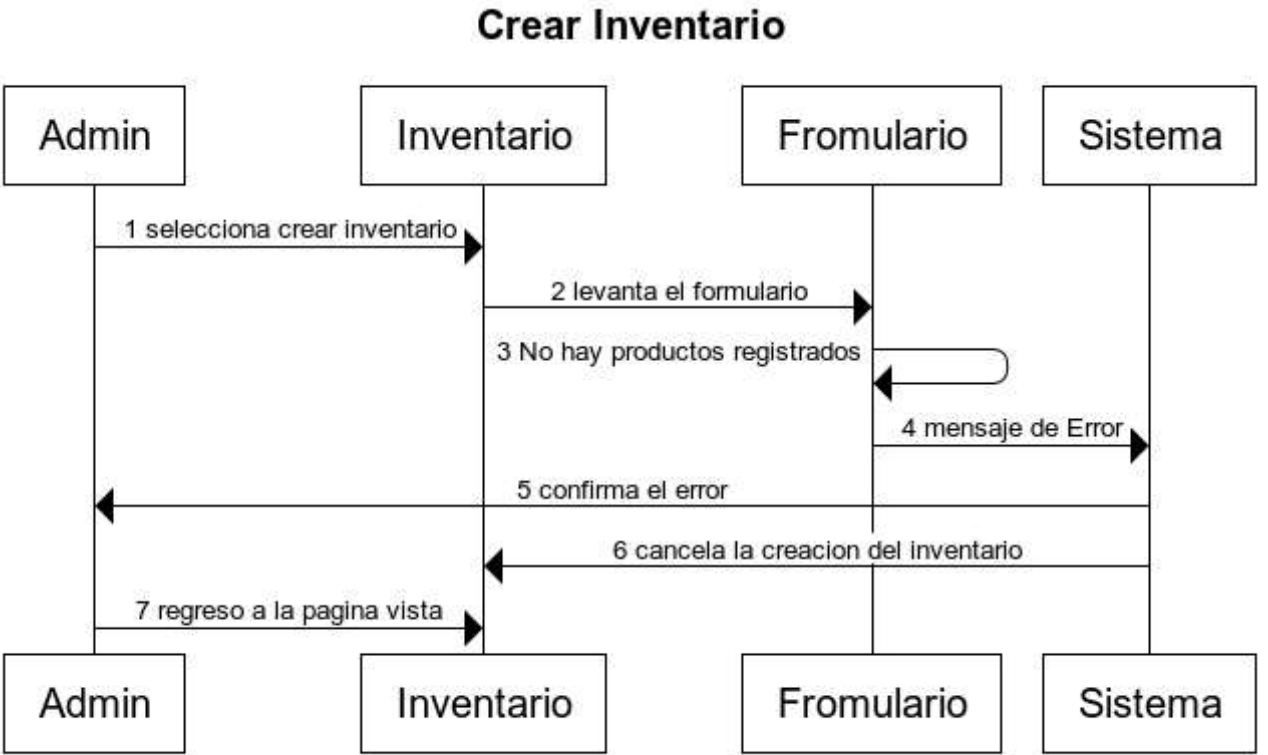 Crear Inventario
Admin
Inventario
Fromulario
Sistema
1 selecciona crear inventario
2 levanta el formulario
3 No hay productos registrados
4 mensaje de Error
5 confirma el error
6 cancela la creacion del inventario
7 regreso a la pagina vista
Admin
Inventario
Fromulario
Sistema